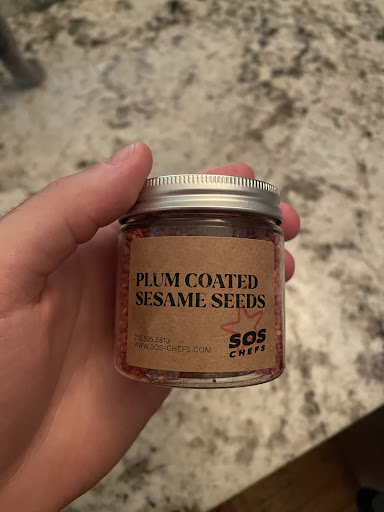 PLUM COATED
SESAME SEEDS
SOS
CHEFS
WWW.SOS-CHEFS.COM